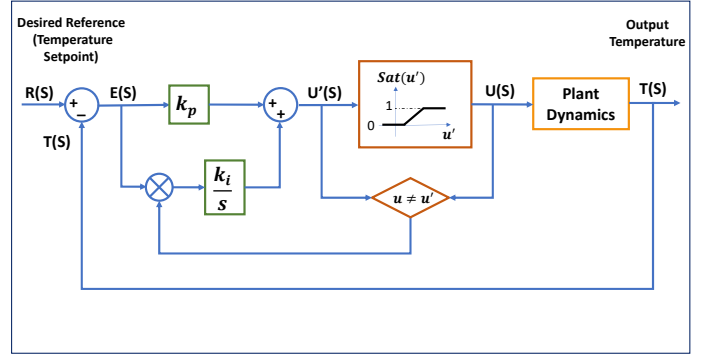 Desired Reference
(Temperature
Setpoint)
Output
Temperature
R(S)
+
−
E(S)
k_p
+
+
U'(S)
Sat(u')
1
0
u'
U(S)
Plant
Dynamics
T(S)
T(S)
k_i
s
u ≠ u'